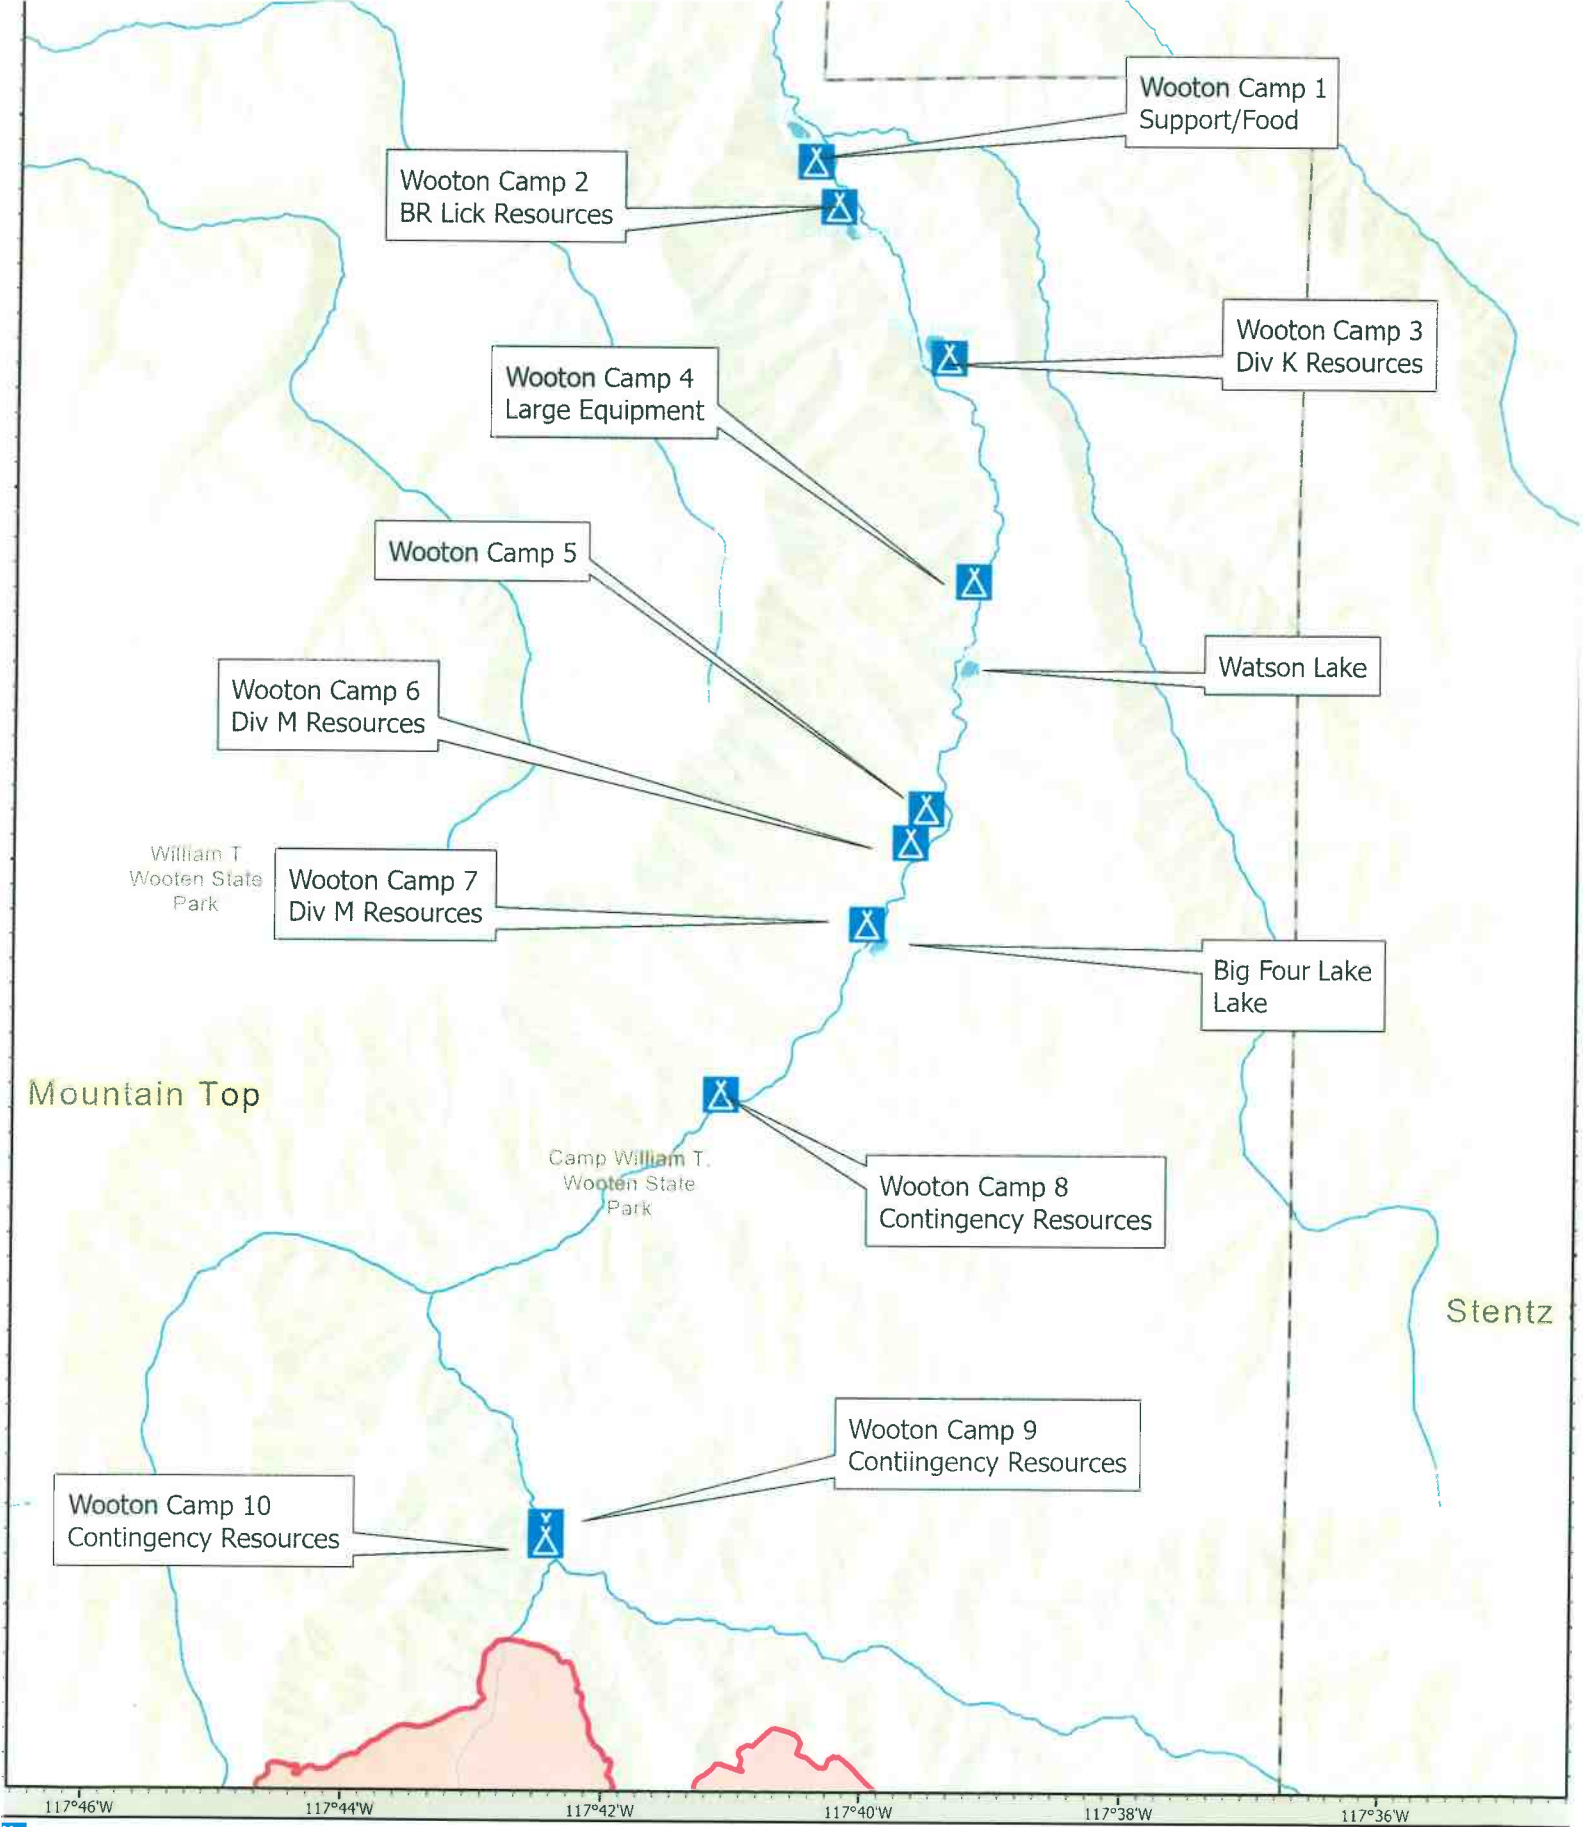 Wooton Camp 1
Support/Food
Wooton Camp 2
BR Lick Resources
Wooton Camp 3
Div K Resources
Wooton Camp 4
Large Equipment
Wooton Camp 5
Watson Lake
Wooton Camp 6
Div M Resources
William T
Wooten State
Park
Wooton Camp 7
Div M Resources
Big Four Lake
Lake
Mountain Top
Camp William T.
Wooten State
Park
Wooton Camp 8
Contingency Resources
Stentz
Wooton Camp 9
Contiingency Resources
Wooton Camp 10
Contingency Resources
117°46'W 117°44'W 117°42'W 117°40'W 117°38'W 117°36'W